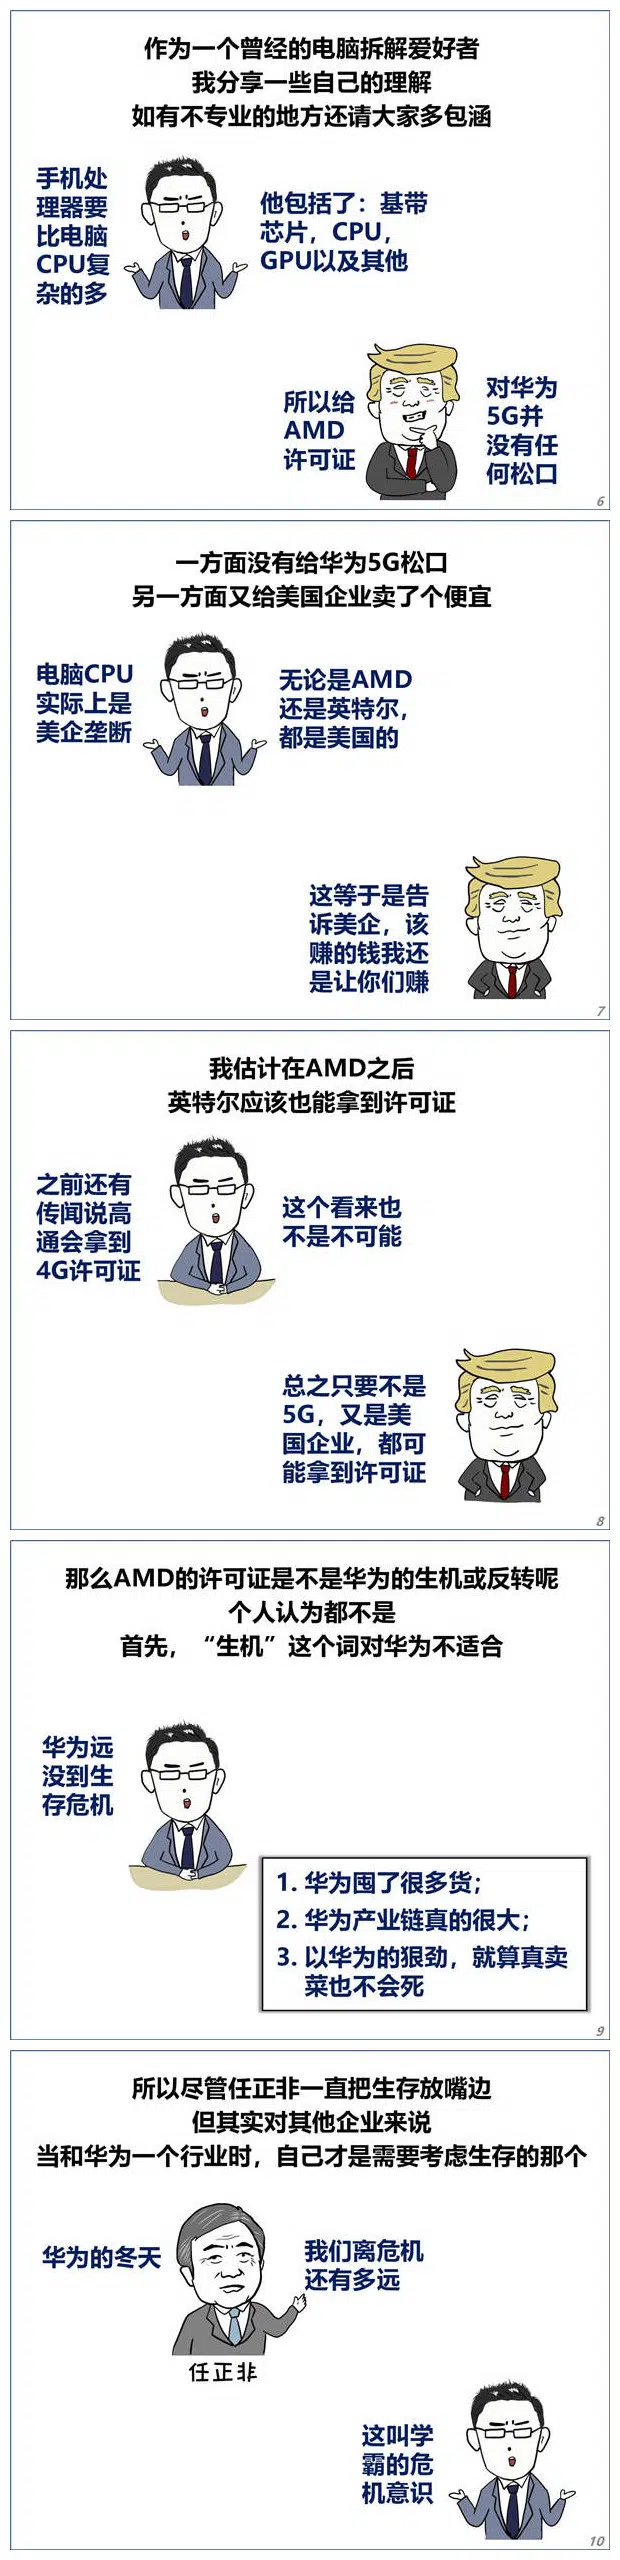 作为一个曾经的电脑拆解爱好者
我分享一些自己的理解
如有不专业的地方还请大家多包涵
手机处
理器要
比电脑
CPU复
杂的多
他包括了：基带
芯片，CPU，
GPU以及其他
所以给
AMD
许可证
对华为
5G并
没有任
何松口
6
一方面没有给华为5G松口
另一方面又给美国企业卖了个便宜
电脑CPU
实际上是
美企垄断
无论是AMD
还是英特尔，
都是美国的
这等于是告
诉美企，该
赚的钱我还
是让你们赚
7
我估计在AMD之后
英特尔应该也能拿到许可证
之前还有
传闻说高
通会拿到
4G许可证
这个看来也
不是不可能
总之只要不是
5G，又是美
国企业，都可
能拿到许可证
8
那么AMD的许可证是不是华为的生机或反转呢
个人认为都不是
首先，“生机”这个词对华为不适合
华为远
没到生
存危机
1. 华为囤了很多货；
2. 华为产业链真的很大；
3. 以华为的狠劲，就算真卖
菜也不会死
9
所以尽管任正非一直把生存放嘴边
但其实对其他企业来说
当和华为一个行业时，自己才是需要考虑生存的那个
华为的冬天
我们离危机
还有多远
任正非
这叫学
霸的危
机意识
10